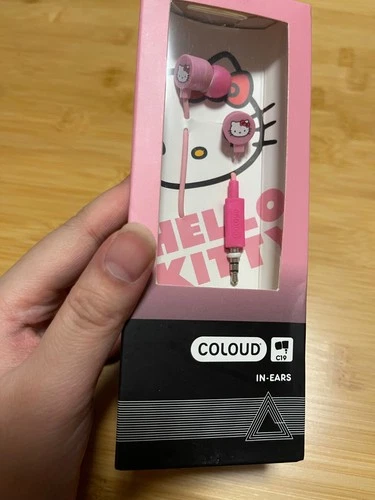 HELLO
KITTY
COLOUD
C19
IN-EARS